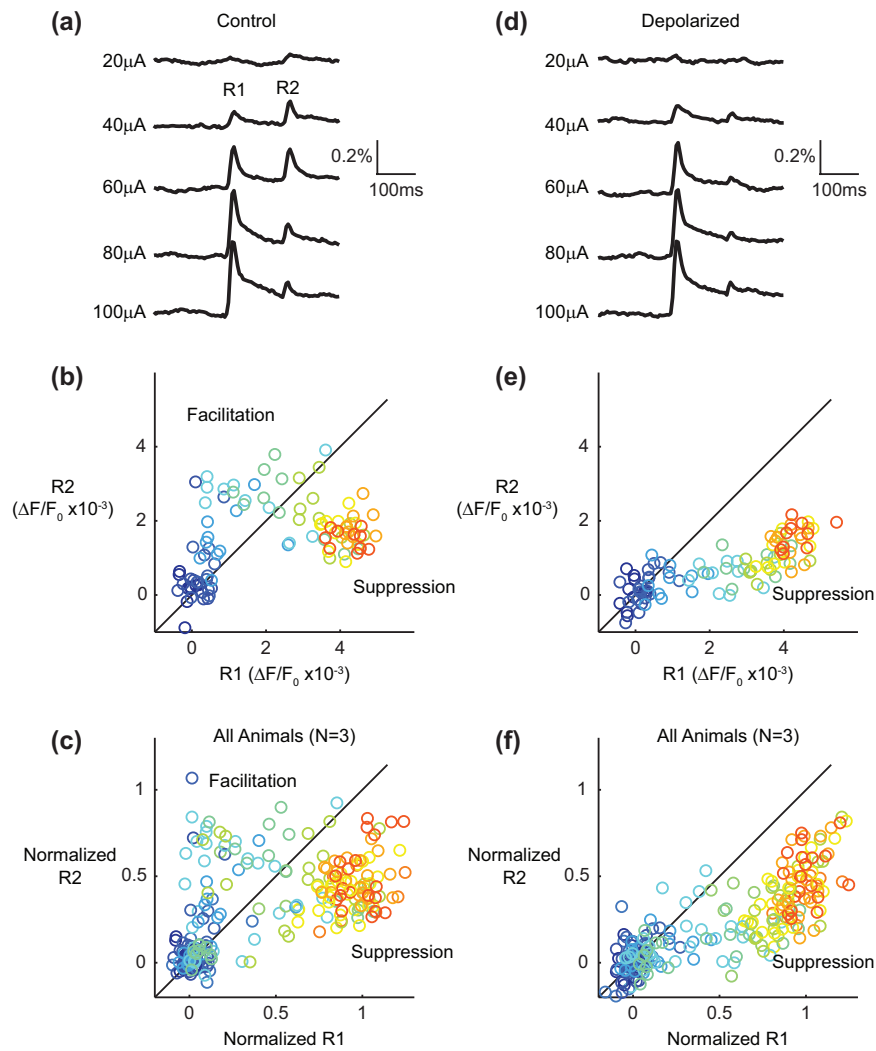 (a)
Control
20μA
R1
R2
40μA
60μA
0.2%
100ms
80μA
100μA
(d)
Depolarized
20μA
40μA
60μA
0.2%
100ms
80μA
100μA
(b)
Facilitation
4
R2
(ΔF/F₀ x10⁻³)
2
0
Suppression
0
2
4
R1 (ΔF/F₀ x10⁻³)
(e)
4
R2
(ΔF/F₀ x10⁻³)
2
0
Suppression
0
2
4
R1 (ΔF/F₀ x10⁻³)
(c)
All Animals (N=3)
Facilitation
1
Normalized
R2
0.5
0
Suppression
0
0.5
1
Normalized R1
(f)
All Animals (N=3)
1
Normalized
R2
0.5
0
Suppression
0
0.5
1
Normalized R1